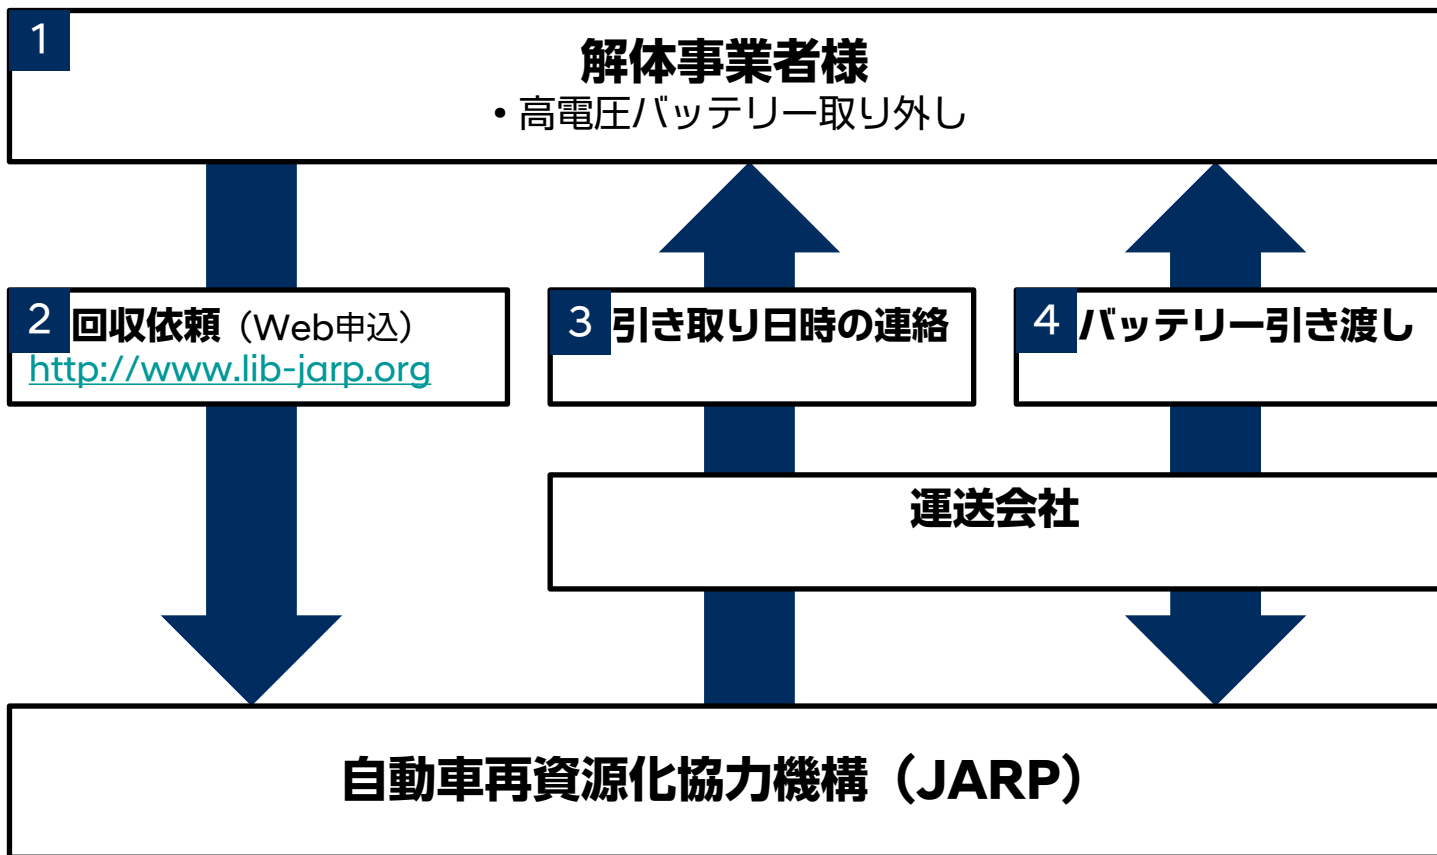 1
解体事業者様
• 高電圧バッテリー取り外し
2 回収依頼（Web申込）
http://www.lib-jarp.org
3 引き取り日時の連絡
4 バッテリー引き渡し
運送会社
自動車再資源化協力機構（JARP）